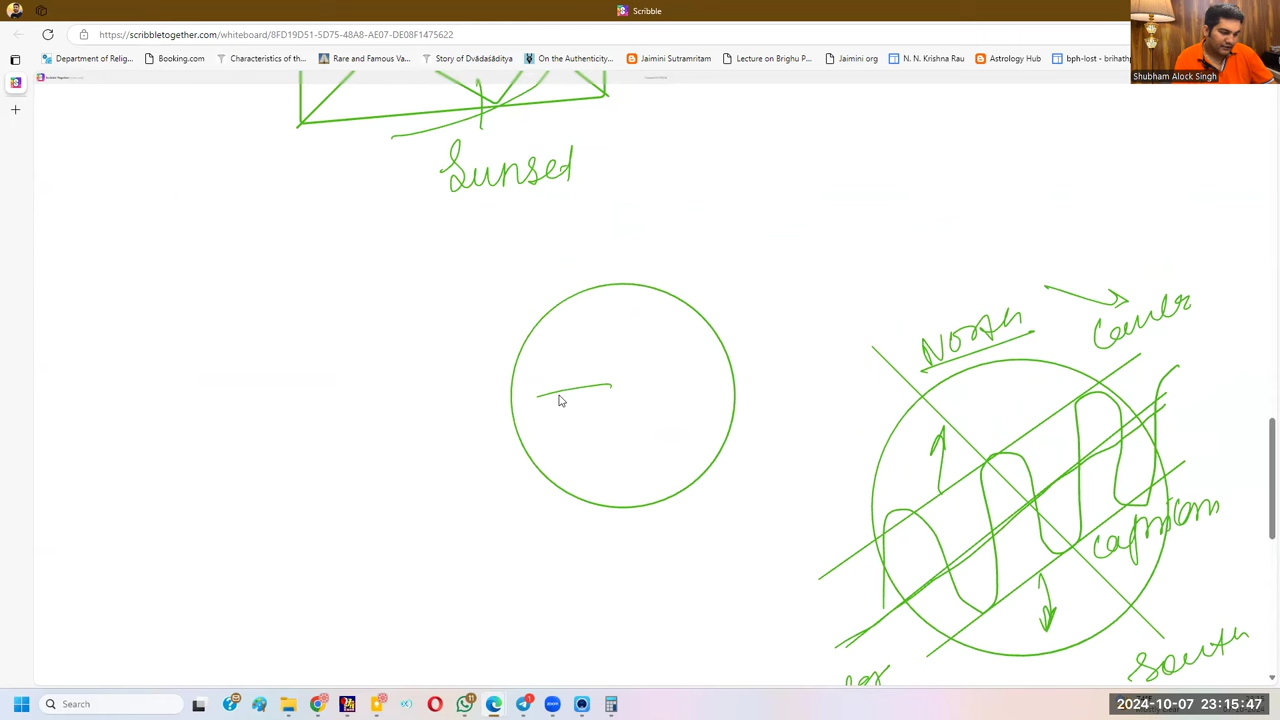 Scribble
https://scribbletogether.com/whiteboard/8FD19D51-5D75-48A8-AE07-DE08F1475622
Department of Relig...
Booking.com
Characteristics of th...
Rare and Famous Va...
Story of Dvādaśāditya
On the Authenticity...
Jaimini Sutramritam
Lecture on Brighu P...
Jaimini org
N. N. Krishna Rau
Astrology Hub
bph-lost - brihathp
Shubham Alock Singh
Sunset
North
Cancer
Capricorn
South
Search
2024-10-07 23:15:47